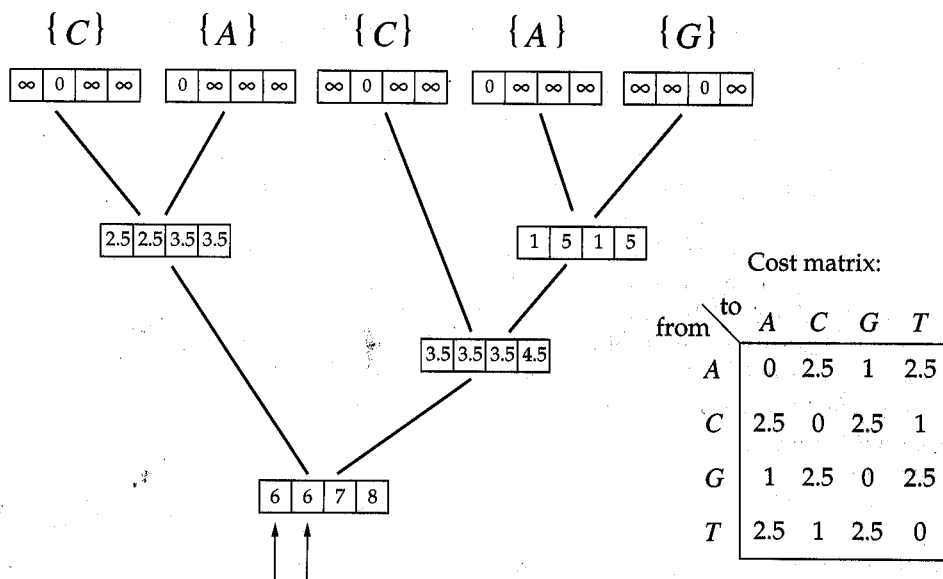 {C} {A} {C} {A} {G}
∞ 0 ∞ ∞ 0 ∞ ∞ ∞ ∞ 0 ∞ ∞ 0 ∞ ∞ ∞ ∞ ∞ 0 ∞
2.5 2.5 3.5 3.5 1 5 1 5
3.5 3.5 3.5 4.5
6 6 7 8
Cost matrix:
to
from A C G T
A 0 2.5 1 2.5
C 2.5 0 2.5 1
G 1 2.5 0 2.5
T 2.5 1 2.5 0